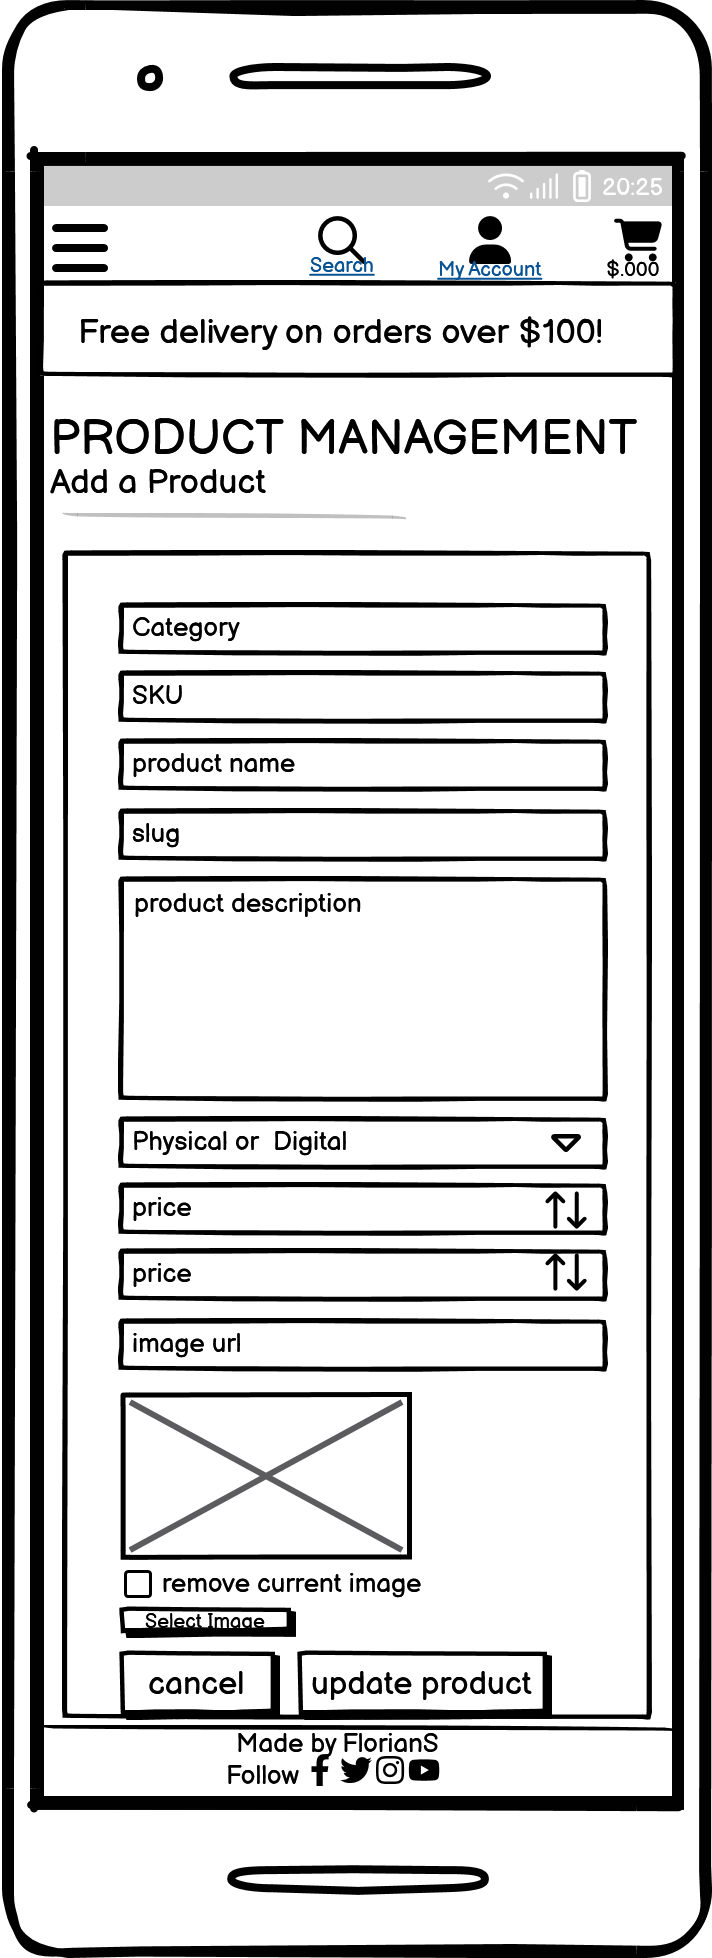 20:25
Search
My Account
$.000
Free delivery on orders over $100!
PRODUCT MANAGEMENT
Add a Product
Category
SKU
product name
slug
product description
Physical or Digital
price
price
image url
remove current image
Select Image
cancel
update product
Made by FlorianS
Follow